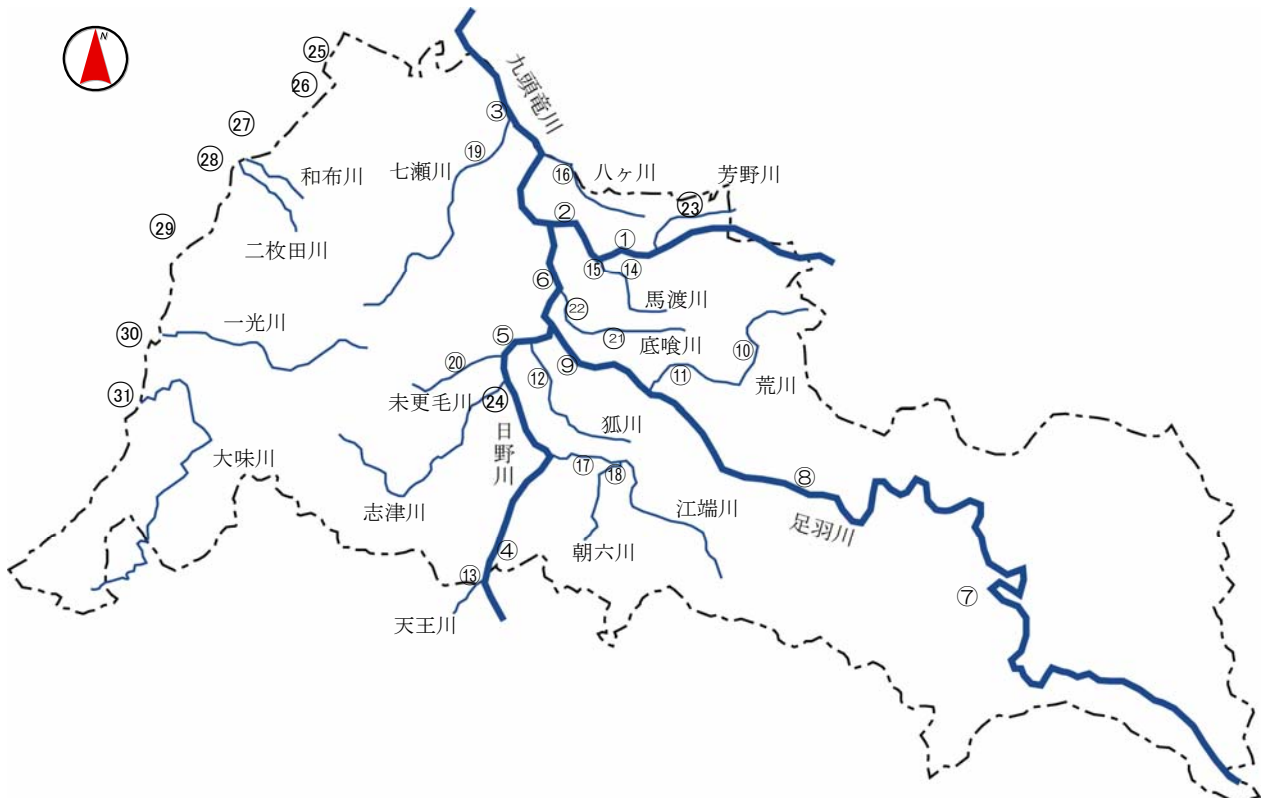 N
㉕
㉖
九頭竜川
③
㉗
㉘
⑲
七瀬川
和布川
⑯
八ヶ川
芳野川
㉓
㉙
二枚田川
②
①
⑮
⑭
⑥
馬渡川
㉒
㉚
一光川
⑤
㉑
底喰川
⑩
⑳
⑫
⑨
⑪
荒川
㉛
未更毛川
㉔
狐川
日野川
大味川
⑰
⑱
⑧
志津川
江端川
足羽川
朝六川
④
⑬
⑦
天王川